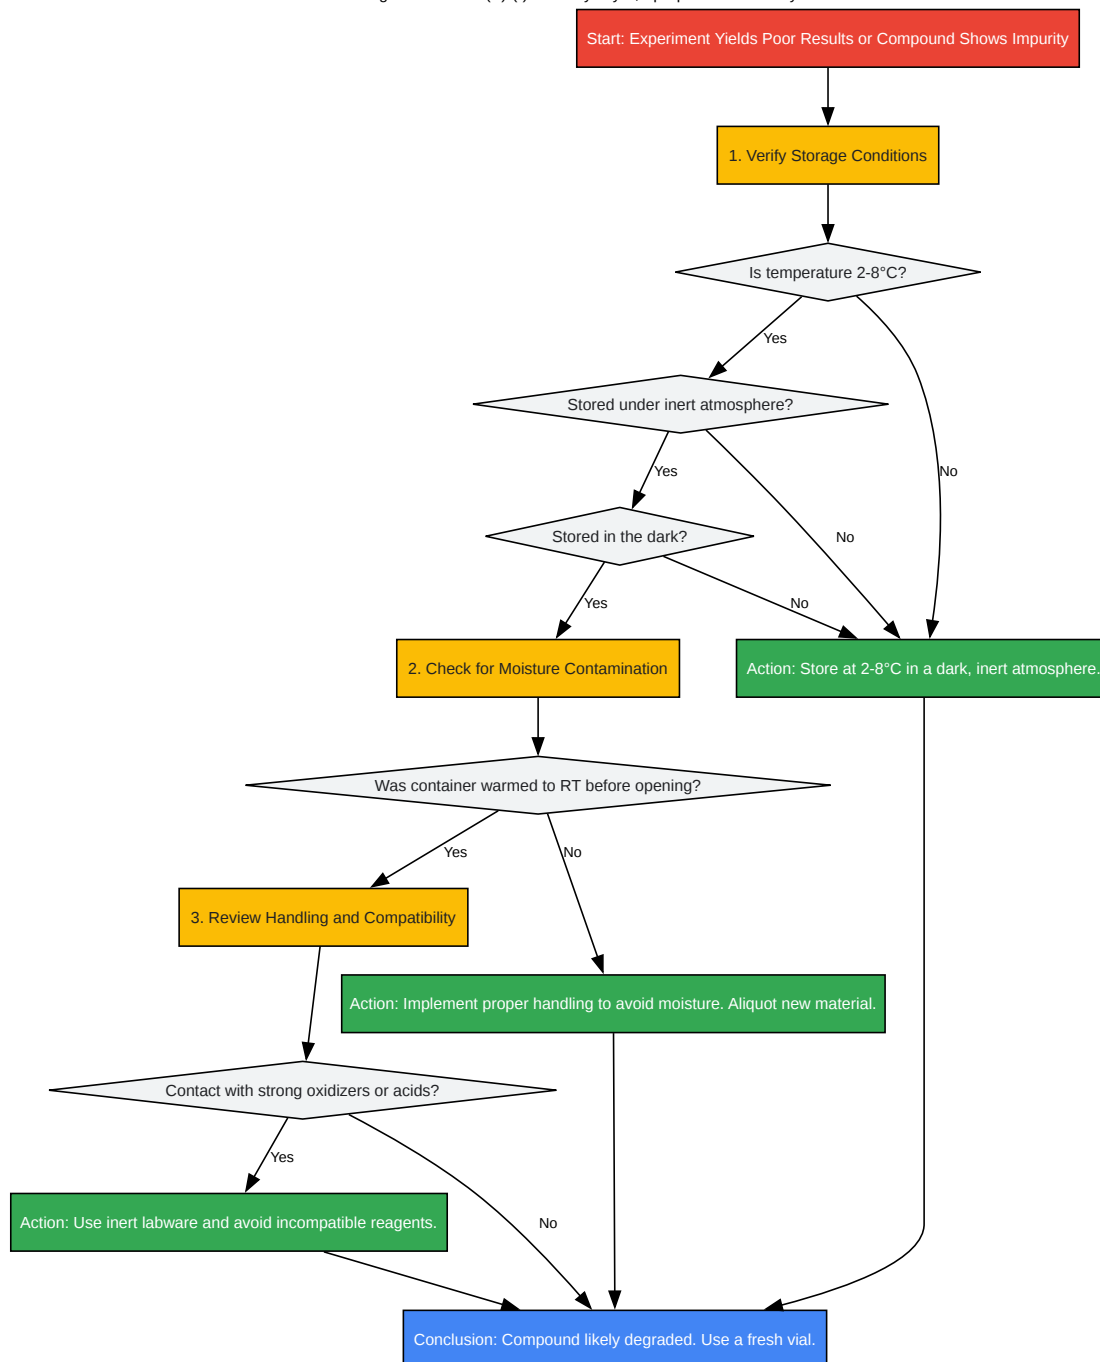 Start: Experiment Yields Poor Results or Compound Shows Impurity
1. Verify Storage Conditions
Is temperature 2-8°C?
Yes
Stored under inert atmosphere?
Yes
No
Stored in the dark?
No
Yes
No
2. Check for Moisture Contamination
Action: Store at 2-8°C in a dark, inert atmosphere.
Was container warmed to RT before opening?
Yes
No
3. Review Handling and Compatibility
Action: Implement proper handling to avoid moisture. Aliquot new material.
Contact with strong oxidizers or acids?
Yes
Action: Use inert labware and avoid incompatible reagents.
No
Conclusion: Compound likely degraded. Use a fresh vial.